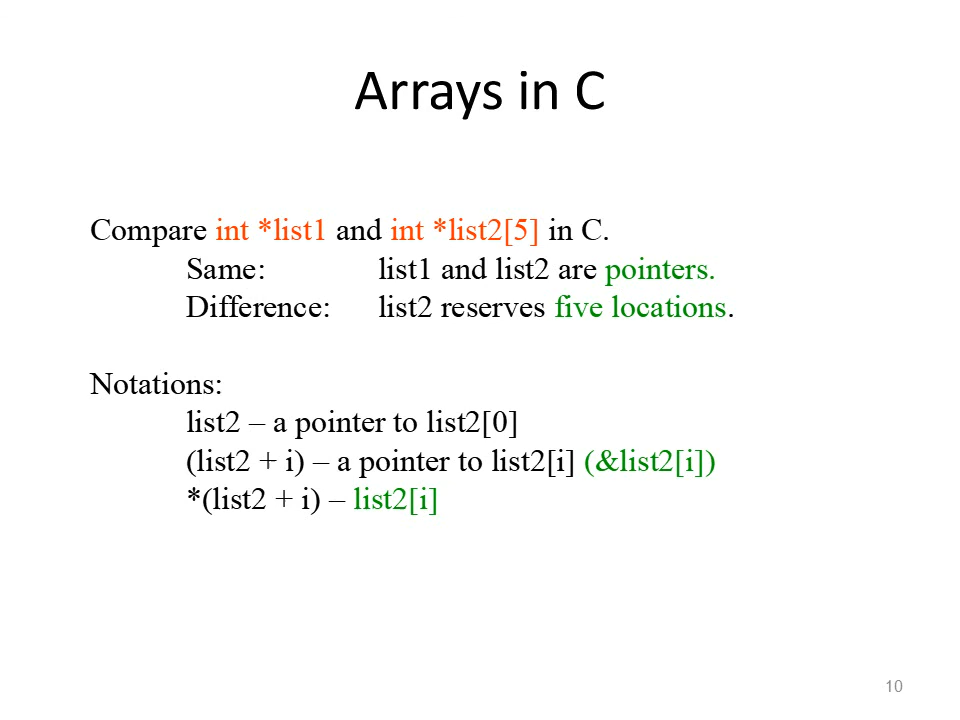 Arrays in C
Compare int *list1 and int *list2[5] in C.
Same: list1 and list2 are pointers.
Difference: list2 reserves five locations.
Notations:
list2 – a pointer to list2[0]
(list2 + i) – a pointer to list2[i] (&list2[i])
*(list2 + i) – list2[i]
10